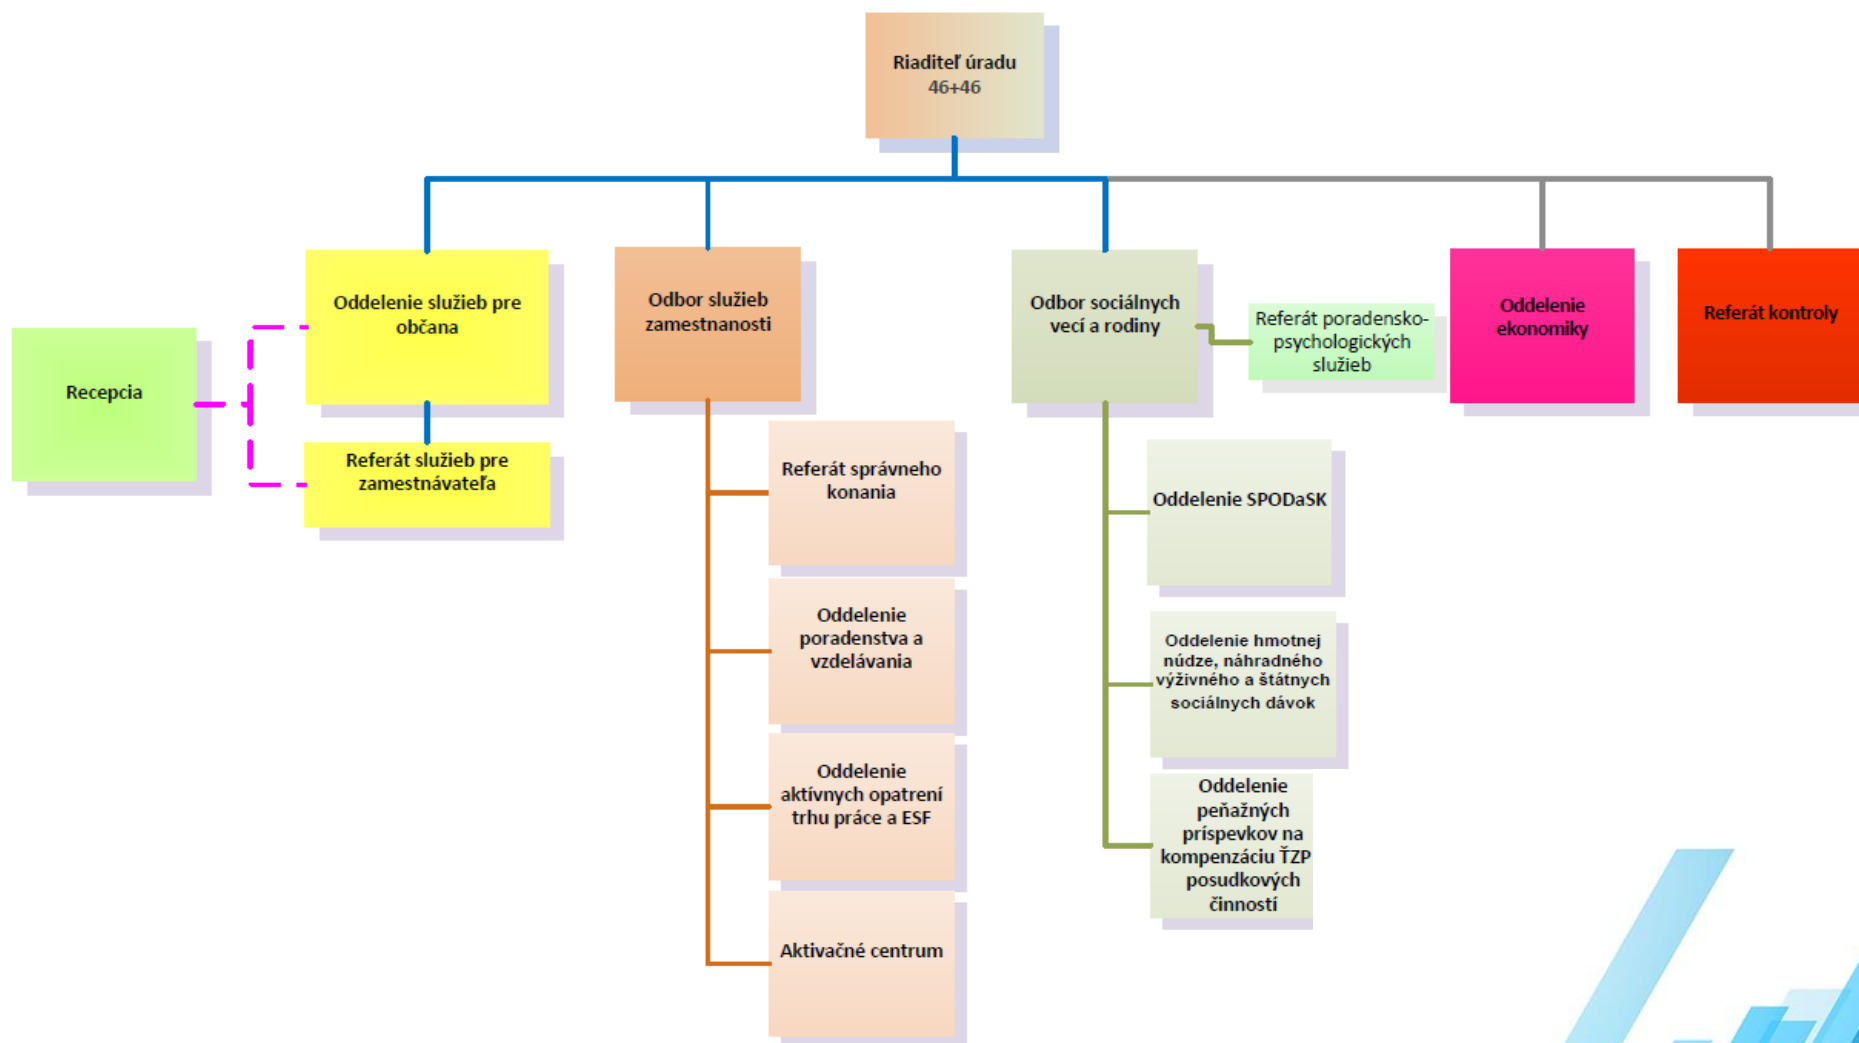 Riaditeľ úradu
46+46
Recepcia
Oddelenie služieb pre
občana
Referát služieb pre
zamestnávateľa
Odbor služieb
zamestnanosti
Referát správneho
konania
Oddelenie
poradenstva a
vzdelávania
Oddelenie
aktívnych opatrení
trhu práce a ESF
Aktivačné centrum
Odbor sociálnych
vecí a rodiny
Referát poradensko-
psychologických
služieb
Oddelenie SPODaSK
Oddelenie hmotnej
núdze, náhradného
výživného a štátnych
sociálnych dávok
Oddelenie
peňažných
príspevkov na
kompenzáciu ŤZP
posudkových
činností
Oddelenie
ekonomiky
Referát kontroly